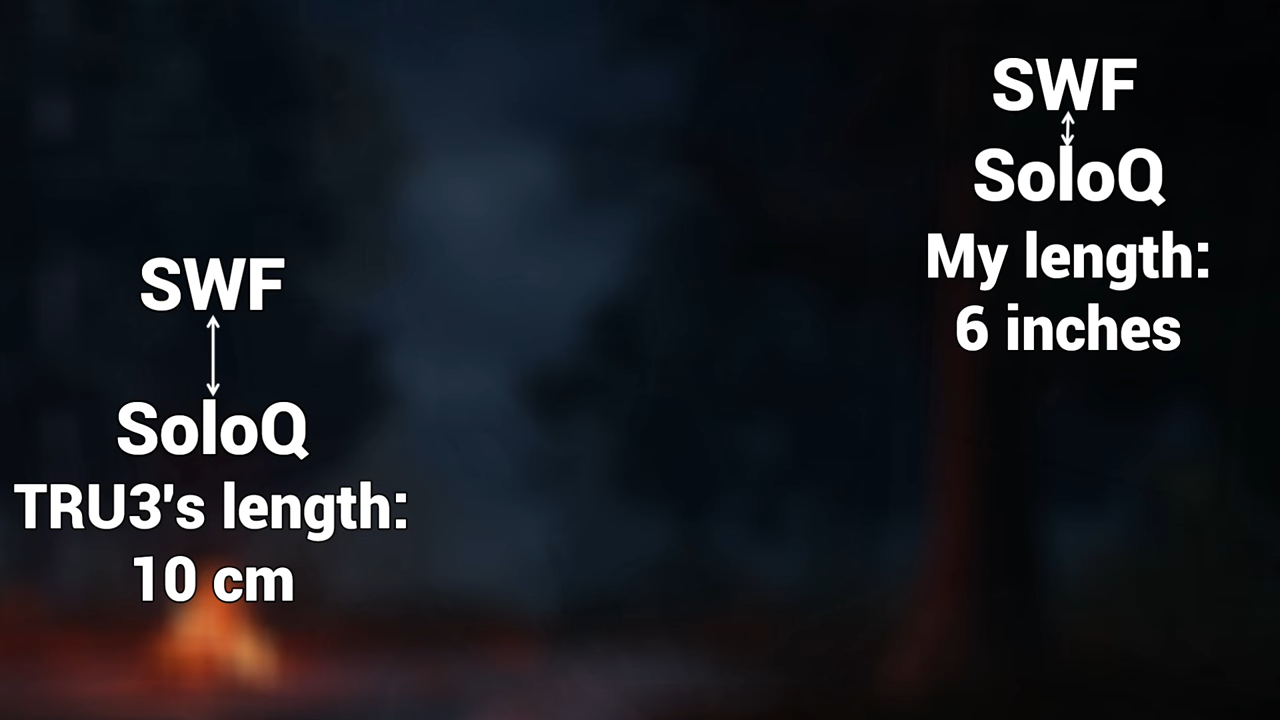 SWF
SoloQ
TRU3's length:
10 cm
SWF
SoloQ
My length:
6 inches